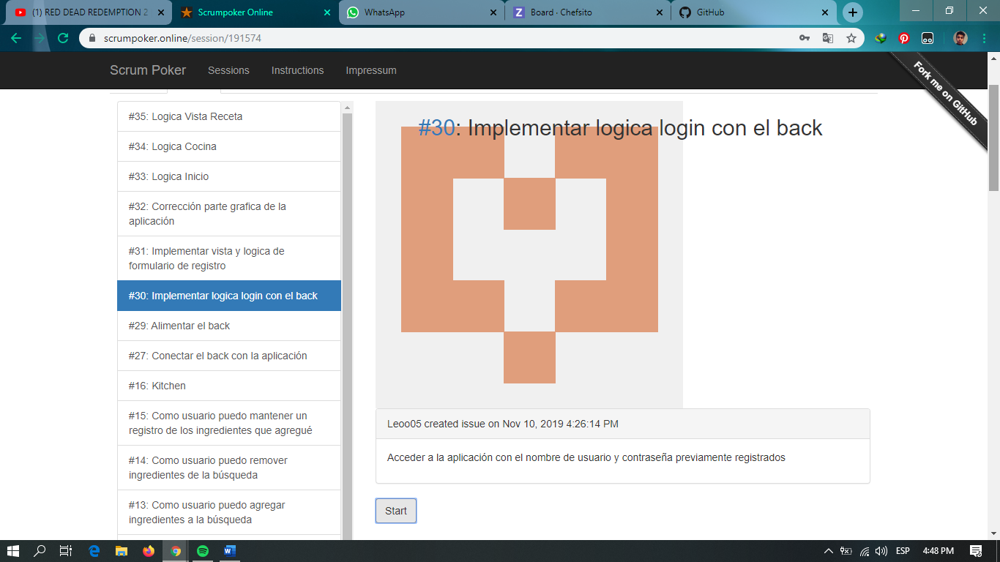 (1) RED DEAD REDEMPTION 2
Scrumpoker Online
WhatsApp
Board · Chefsito
GitHub
scrumpoker.online/session/191574
Scrum Poker
Sessions
Instructions
Impressum
Fork me on GitHub
#35: Logica Vista Receta
#34: Logica Cocina
#33: Logica Inicio
#32: Corrección parte grafica de la
aplicación
#31: Implementar vista y logica de
formulario de registro
#30: Implementar logica login con el back
#29: Alimentar el back
#27: Conectar el back con la aplicación
#16: Kitchen
#15: Como usuario puedo mantener un
registro de los ingredientes que agregué
#14: Como usuario puedo remover
ingredientes de la búsqueda
#13: Como usuario puedo agregar
ingredientes a la búsqueda
#30: Implementar logica login con el back
Leoo05 created issue on Nov 10, 2019 4:26:14 PM
Acceder a la aplicación con el nombre de usuario y contraseña previamente registrados
Start
ESP
4:48 PM